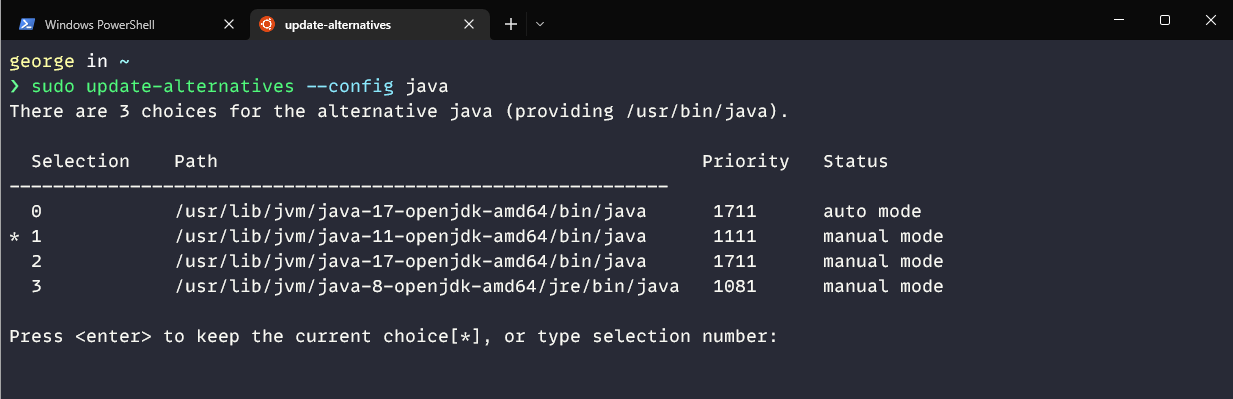 Windows PowerShell update-alternatives
george in ~
❯ sudo update-alternatives --config java
There are 3 choices for the alternative java (providing /usr/bin/java).
Selection Path Priority Status
------------------------------------------------------------
0 /usr/lib/jvm/java-17-openjdk-amd64/bin/java 1711 auto mode
* 1 /usr/lib/jvm/java-11-openjdk-amd64/bin/java 1111 manual mode
2 /usr/lib/jvm/java-17-openjdk-amd64/bin/java 1711 manual mode
3 /usr/lib/jvm/java-8-openjdk-amd64/jre/bin/java 1081 manual mode
Press <enter> to keep the current choice[*], or type selection number: